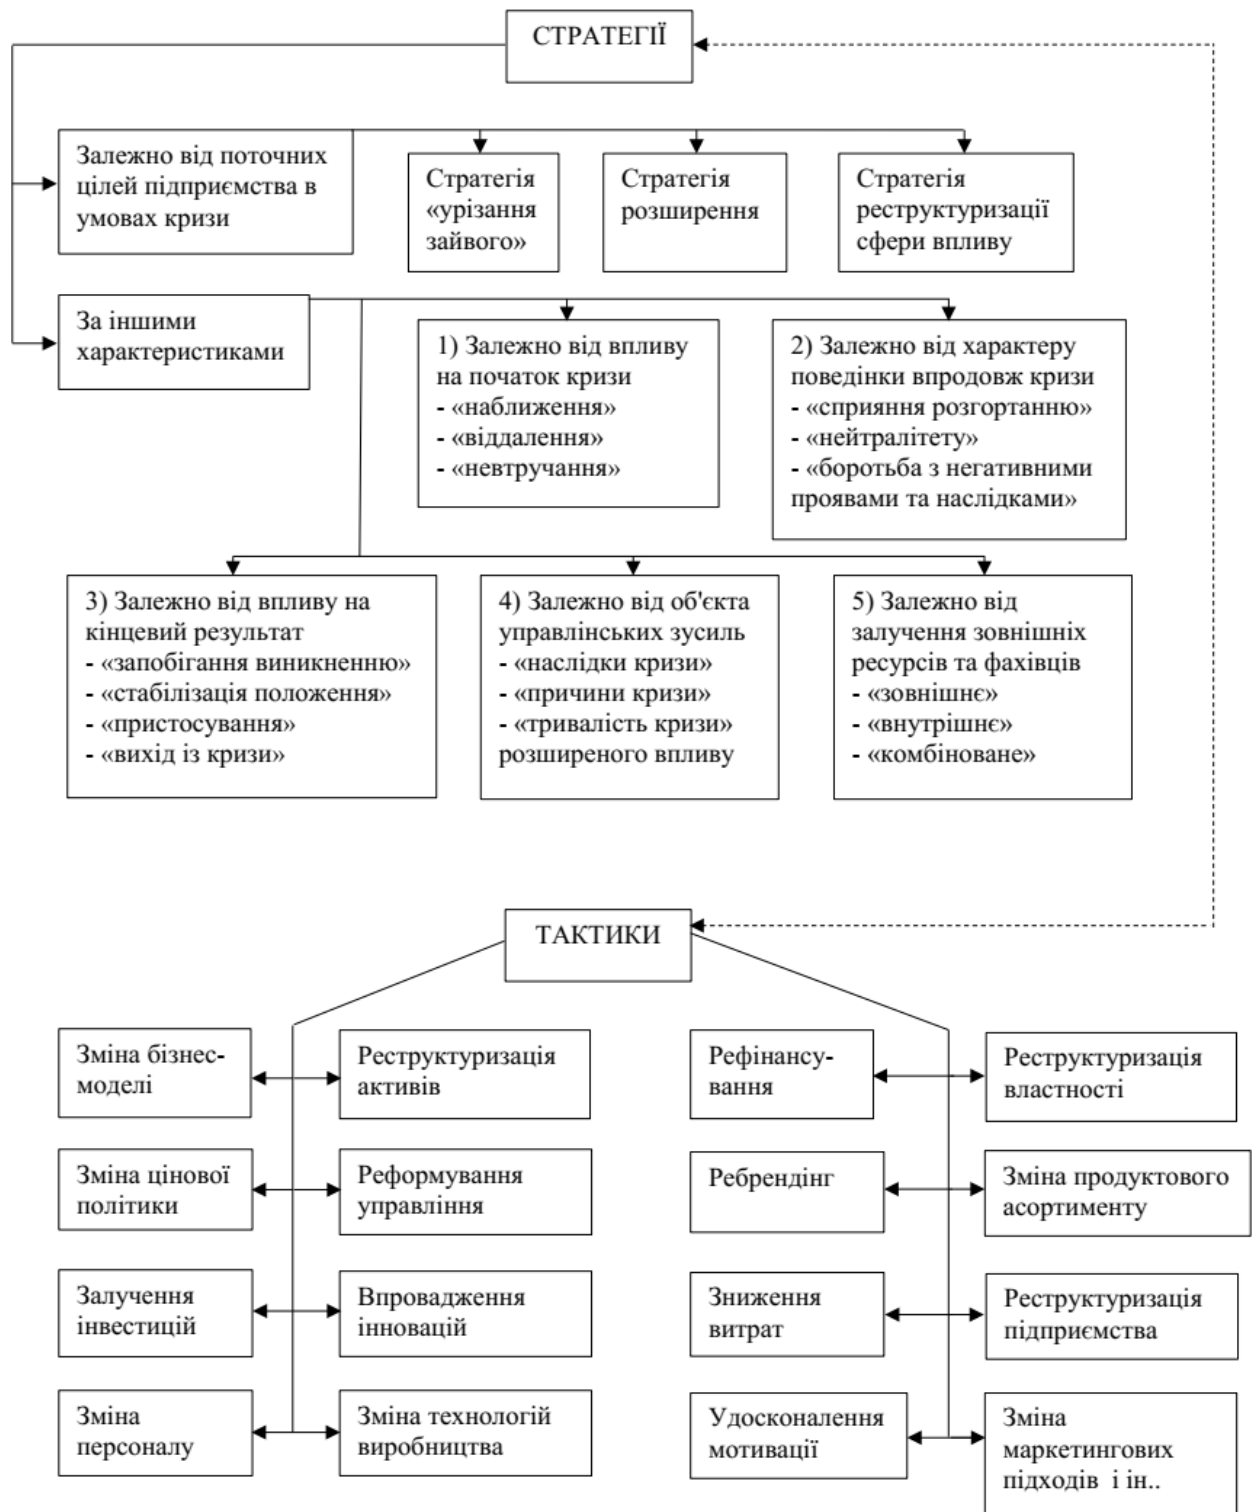 СТРАТЕГІЇ
Залежно від поточних
цілей підприємства в
умовах кризи
Стратегія
«урізання
зайвого»
Стратегія
розширення
Стратегія
реструктуризації
сфери впливу
За іншими
характеристиками
1) Залежно від впливу
на початок кризи
- «наближення»
- «віддалення»
- «невтручання»
2) Залежно від характеру
поведінки впродовж кризи
- «сприяння розгортанню»
- «нейтралітету»
- «боротьба з негативними
проявами та наслідками»
3) Залежно від впливу на
кінцевий результат
- «запобігання виникненню»
- «стабілізація положення»
- «пристосування»
- «вихід із кризи»
4) Залежно від об'єкта
управлінських зусиль
- «наслідки кризи»
- «причини кризи»
- «тривалість кризи»
розширеного впливу
5) Залежно від
залучення зовнішніх
ресурсів та фахівців
- «зовнішнє»
- «внутрішнє»
- «комбіноване»
ТАКТИКИ
Зміна бізнес-
моделі
Реструктуризація
активів
Рефінансу-
вання
Реструктуризація
властності
Зміна цінової
політики
Реформування
управління
Ребрендінг
Зміна продуктового
асортименту
Залучення
інвестицій
Впровадження
інновацій
Зниження
витрат
Реструктуризація
підприємства
Зміна
персоналу
Зміна технологій
виробництва
Удосконалення
мотивації
Зміна
маркетингових
підходів і ін..